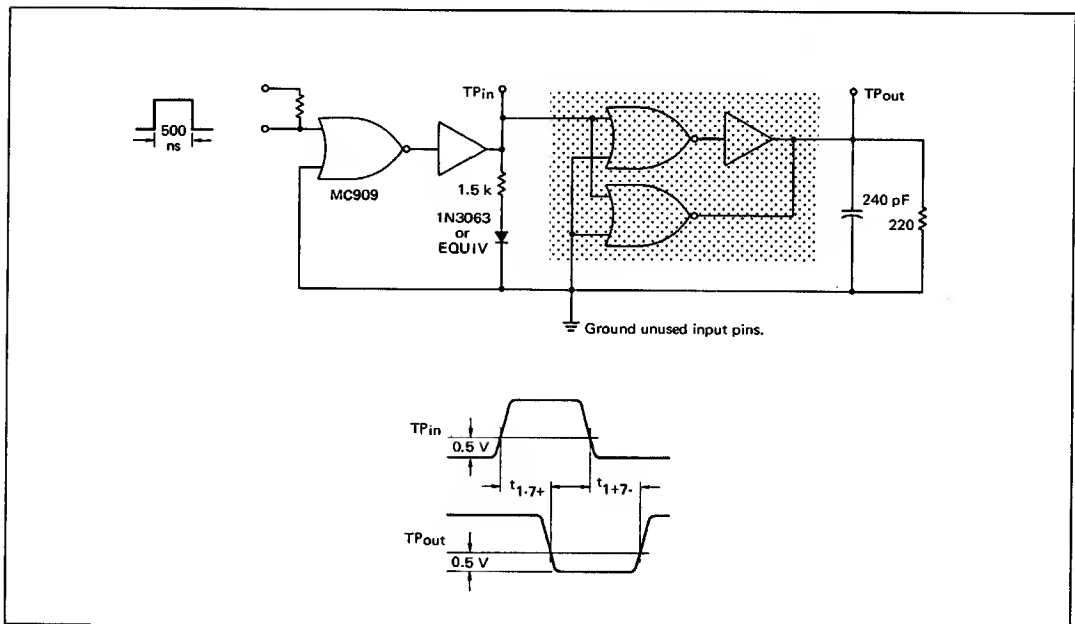 500
ns
MC909
TPin
1.5 k
1N3063
or
EQUIV
TPout
240 pF
220
Ground unused input pins.
TPin
0.5 V
t1-7+
t1+7-
TPout
0.5 V